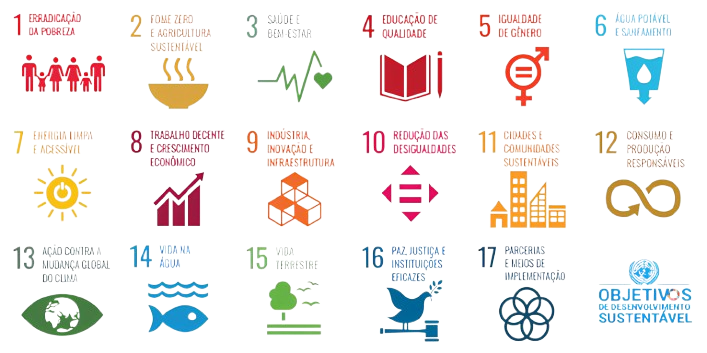 1 ERRADICAÇÃO
DA POBREZA
2 FOME ZERO
E AGRICULTURA
SUSTENTÁVEL
3 SAÚDE E
BEM ESTAR
4 EDUCAÇÃO DE
QUALIDADE
5 IGUALDADE
DE GÊNERO
6 ÁGUA POTÁVEL
E SANEAMENTO
7 ENERGIA LIMPA
E ACESSÍVEL
8 TRABALHO DECENTE
E CRESCIMENTO
ECONÔMICO
9 INDÚSTRIA,
INOVAÇÃO E
INFRAESTRUTURA
10 REDUÇÃO DAS
DESIGUALDADES
11 CIDADES E
COMUNIDADES
SUSTENTÁVEIS
12 CONSUMO E
PRODUÇÃO
RESPONSÁVEIS
13 AÇÃO CONTRA A
MUDANÇA GLOBAL
DO CLIMA
14 VIDA NA
ÁGUA
15 VIDA
TERRESTRE
16 PAZ, JUSTIÇA E
INSTITUIÇÕES
EFICAZES
17 PARCERIAS
E MEIOS DE
IMPLEMENTAÇÃO
OBJETIVOS
DE DESENVOLVIMENTO
SUSTENTÁVEL